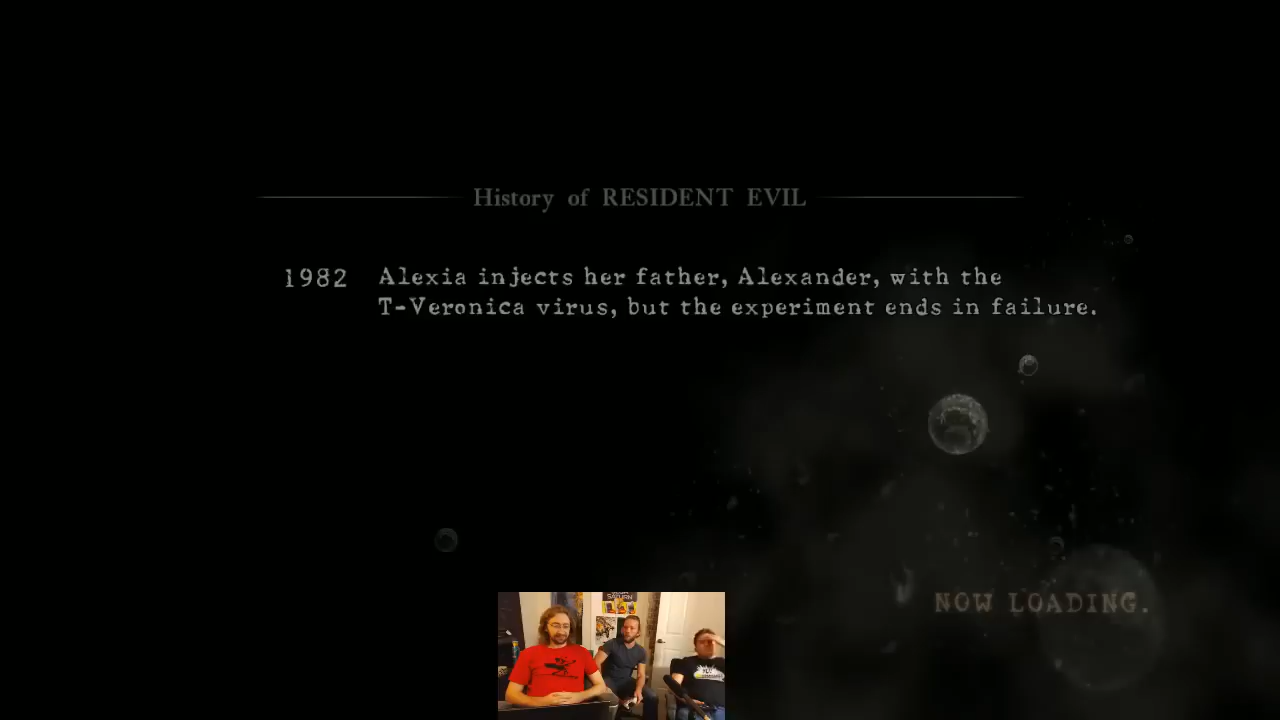 History of RESIDENT EVIL
1982 Alexia injects her father, Alexander, with the
T-Veronica virus, but the experiment ends in failure.
NOW LOADING.
SATURN